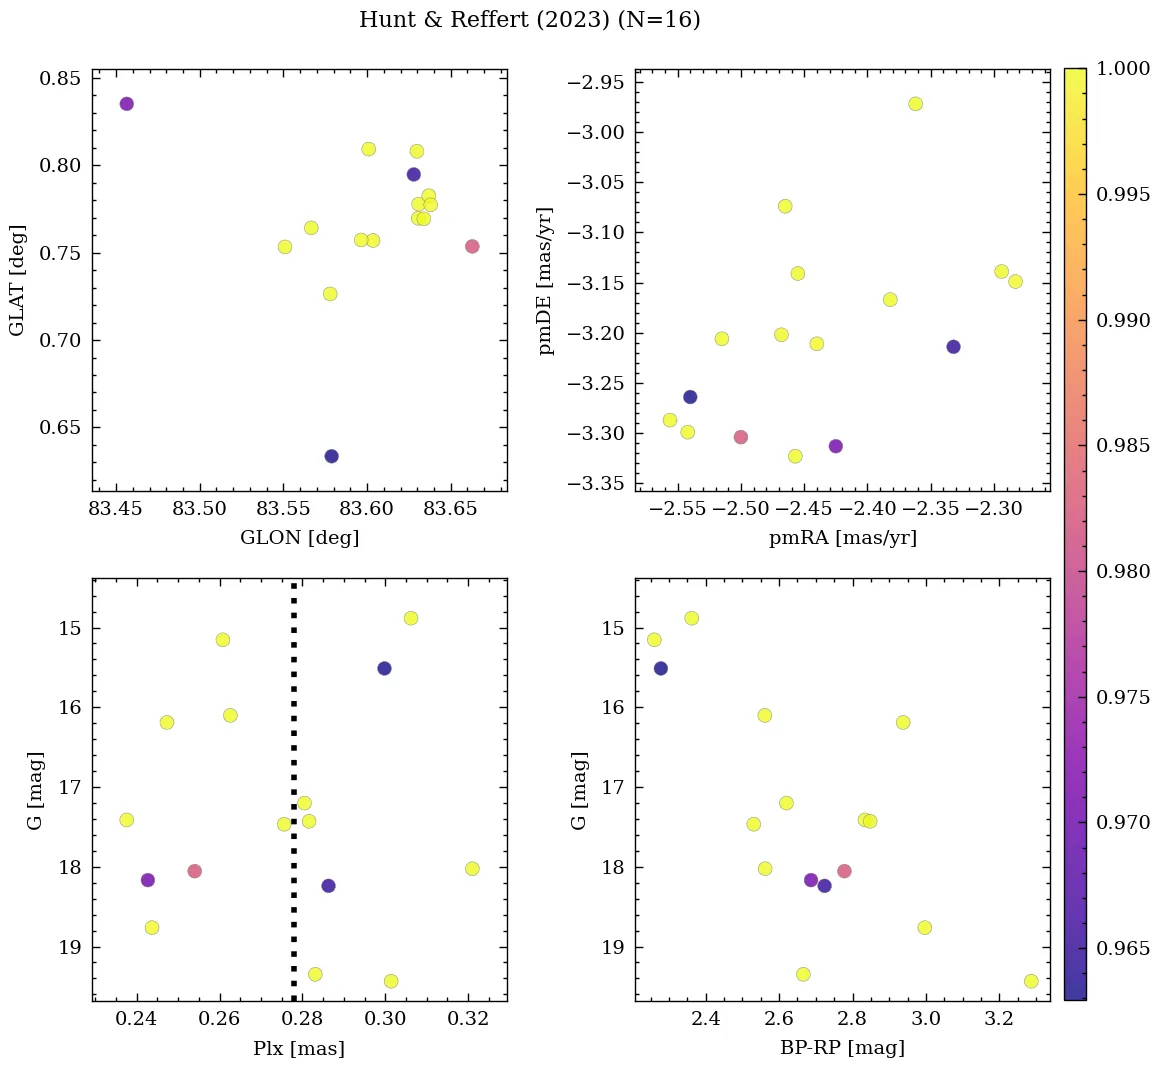 Hunt & Reffert (2023) (N=16)
0.85
0.80
0.75
0.70
0.65
GLAT [deg]
83.45 83.50 83.55 83.60 83.65
GLON [deg]
−2.95
−3.00
−3.05
−3.10
−3.15
−3.20
−3.25
−3.30
−3.35
pmDE [mas/yr]
−2.55 −2.50 −2.45 −2.40 −2.35 −2.30
pmRA [mas/yr]
15
16
17
18
19
G [mag]
0.24 0.26 0.28 0.30 0.32
Plx [mas]
15
16
17
18
19
G [mag]
2.4 2.6 2.8 3.0 3.2
BP-RP [mag]
1.000
0.995
0.990
0.985
0.980
0.975
0.970
0.965